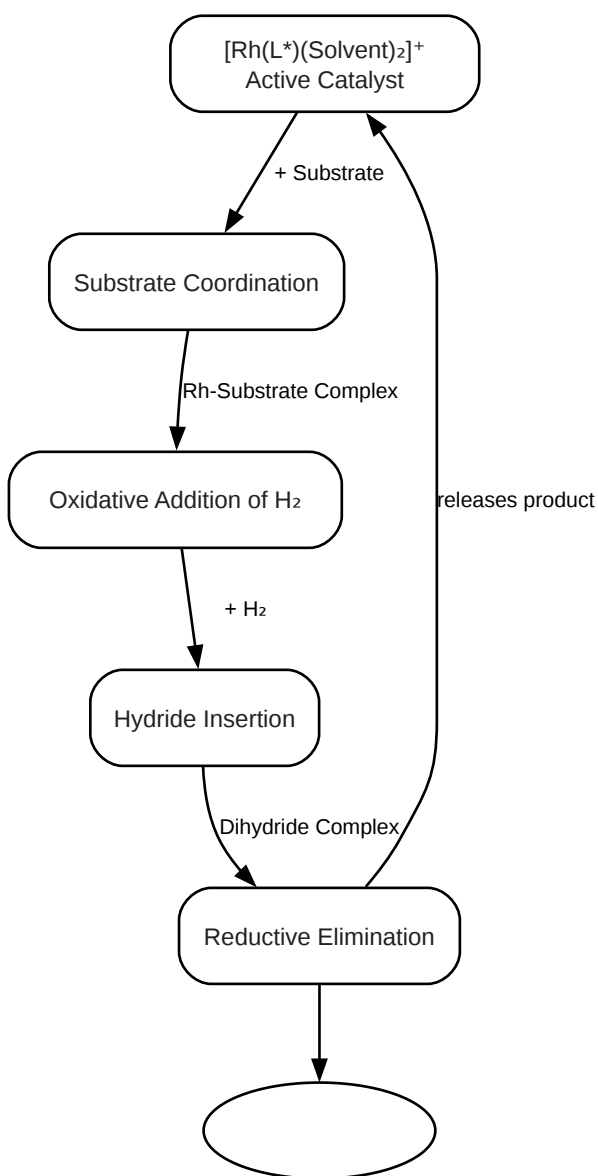 [Rh(L*)(Solvent)₂]⁺
Active Catalyst
+ Substrate
Substrate Coordination
Rh-Substrate Complex
Oxidative Addition of H₂
releases product
+ H₂
Hydride Insertion
Dihydride Complex
Reductive Elimination